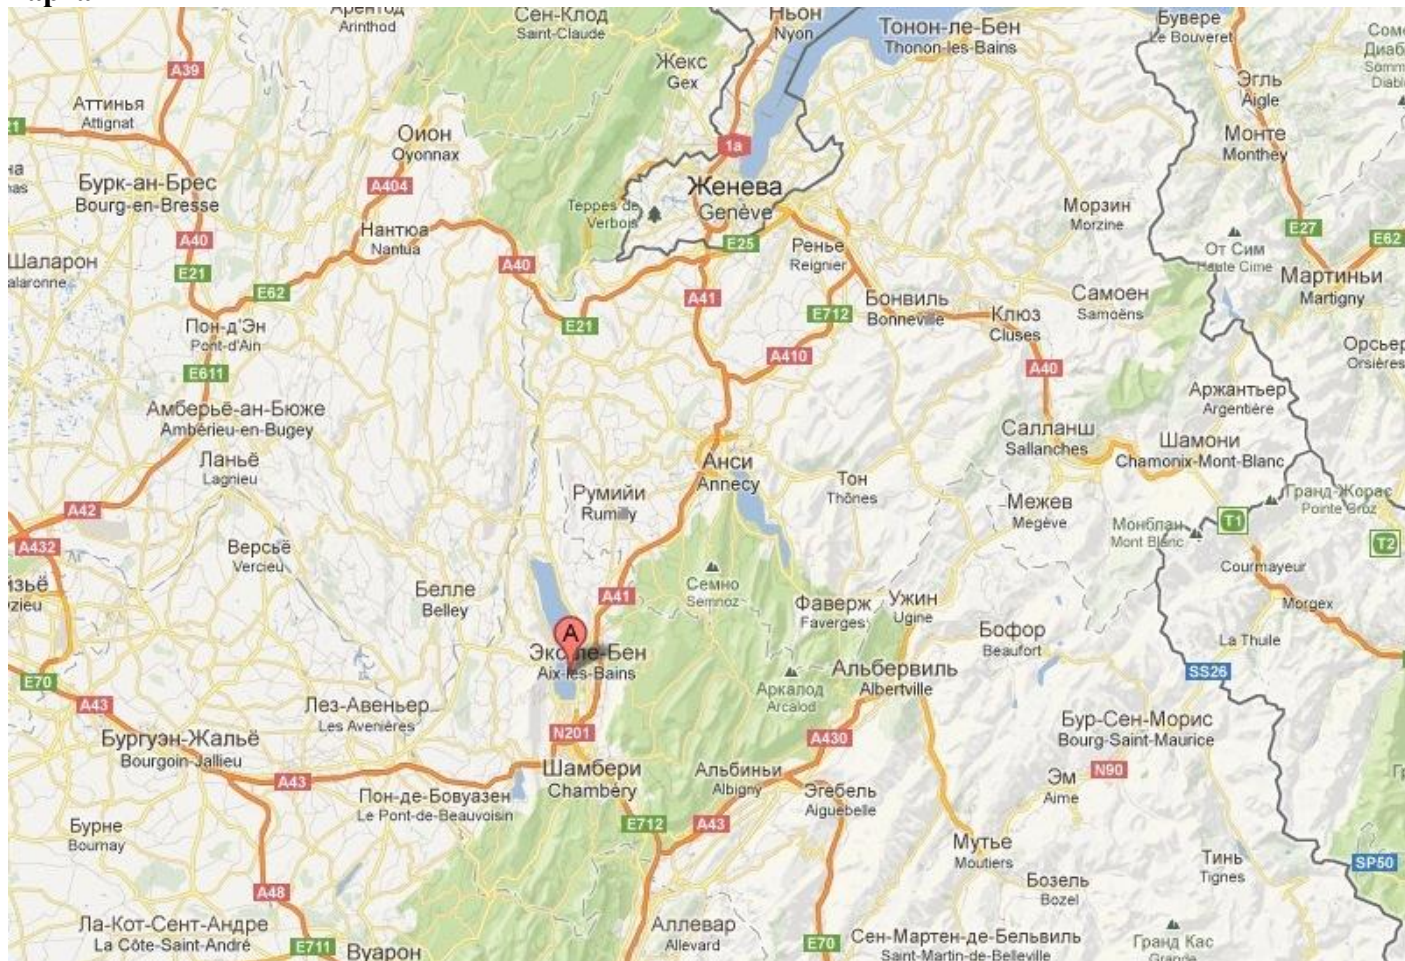 Сен-Клод
Saint-Claude
Arinthod
Ньон
Nyon
Тонон-ле-Бен
Thonon-les-Bains
Бувере
Le Bouveret
A39
Жекс
Gex
Эгль
Aigle
Аттинья
Attignat
Оион
Oyonnax
1a
Монте
Monthey
Бурк-ан-Брес
Bourg-en-Bresse
A404
Женева
Genève
Teppes de
Verbois
Морзин
Morzine
Нантюа
Nantua
A40
E21
E25
Ренье
Reignier
От Сим
Haute Cime
E27
E62
Мартиньи
Martigny
A40
E62
A41
Бонвиль
Bonneville
Самоен
Samoëns
Клюз
Cluses
E712
E21
Пон-д'Эн
Pont-d'Ain
A410
E611
A40
Аржантьер
Argentière
Амберьё-ан-Бюже
Ambérieu-en-Bugey
Салланш
Sallanches
Шамони
Chamonix-Mont-Blanc
Ланьё
Lagnieu
Анси
Annecy
Тон
Thônes
Румийи
Rumilly
Межев
Megève
Гранд-Жорас
Монблан
Mont Blanc
T1
T2
A42
A432
Версьё
Vercieu
Courmayeur
Белле
Belley
A41
Семно
Semnoz
Фаверж
Faverges
Ужин
Ugine
Morgex
Бофор
Beaufort
La Thuile
A
Aix-les-Bains
Альбервиль
Albertville
Аркалод
Arcalod
SS26
E70
A43
Лез-Авеньер
Les Avenières
Бур-Сен-Морис
Bourg-Saint-Maurice
N201
A430
Бургуэн-Жальё
Bourgoin-Jallieu
Шамбери
Chambéry
Альбиньи
Albigny
Эм
Aime
N90
A43
Пон-де-Бовуазен
Le Pont-de-Beauvoisin
Эгебель
Aiguebelle
Бурне
Bournay
E712
A43
Мутье
Moutiers
Тинь
Tignes
SP50
A48
Бозель
Bozel
Ла-Кот-Сент-Андре
La Côte-Saint-André
E711
Вуарон
Аллевар
Allevard
E70
Сен-Мартен-де-Бельвиль
Saint-Martin-de-Belleville
Гранд Кас